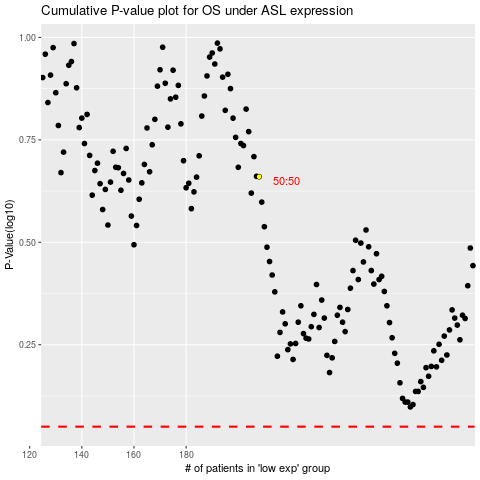 Cumulative P-value plot for OS under ASL expression
1.00
0.75
0.50
0.25
P-Value(log10)
50:50
120 140 160 180
# of patients in 'low exp' group